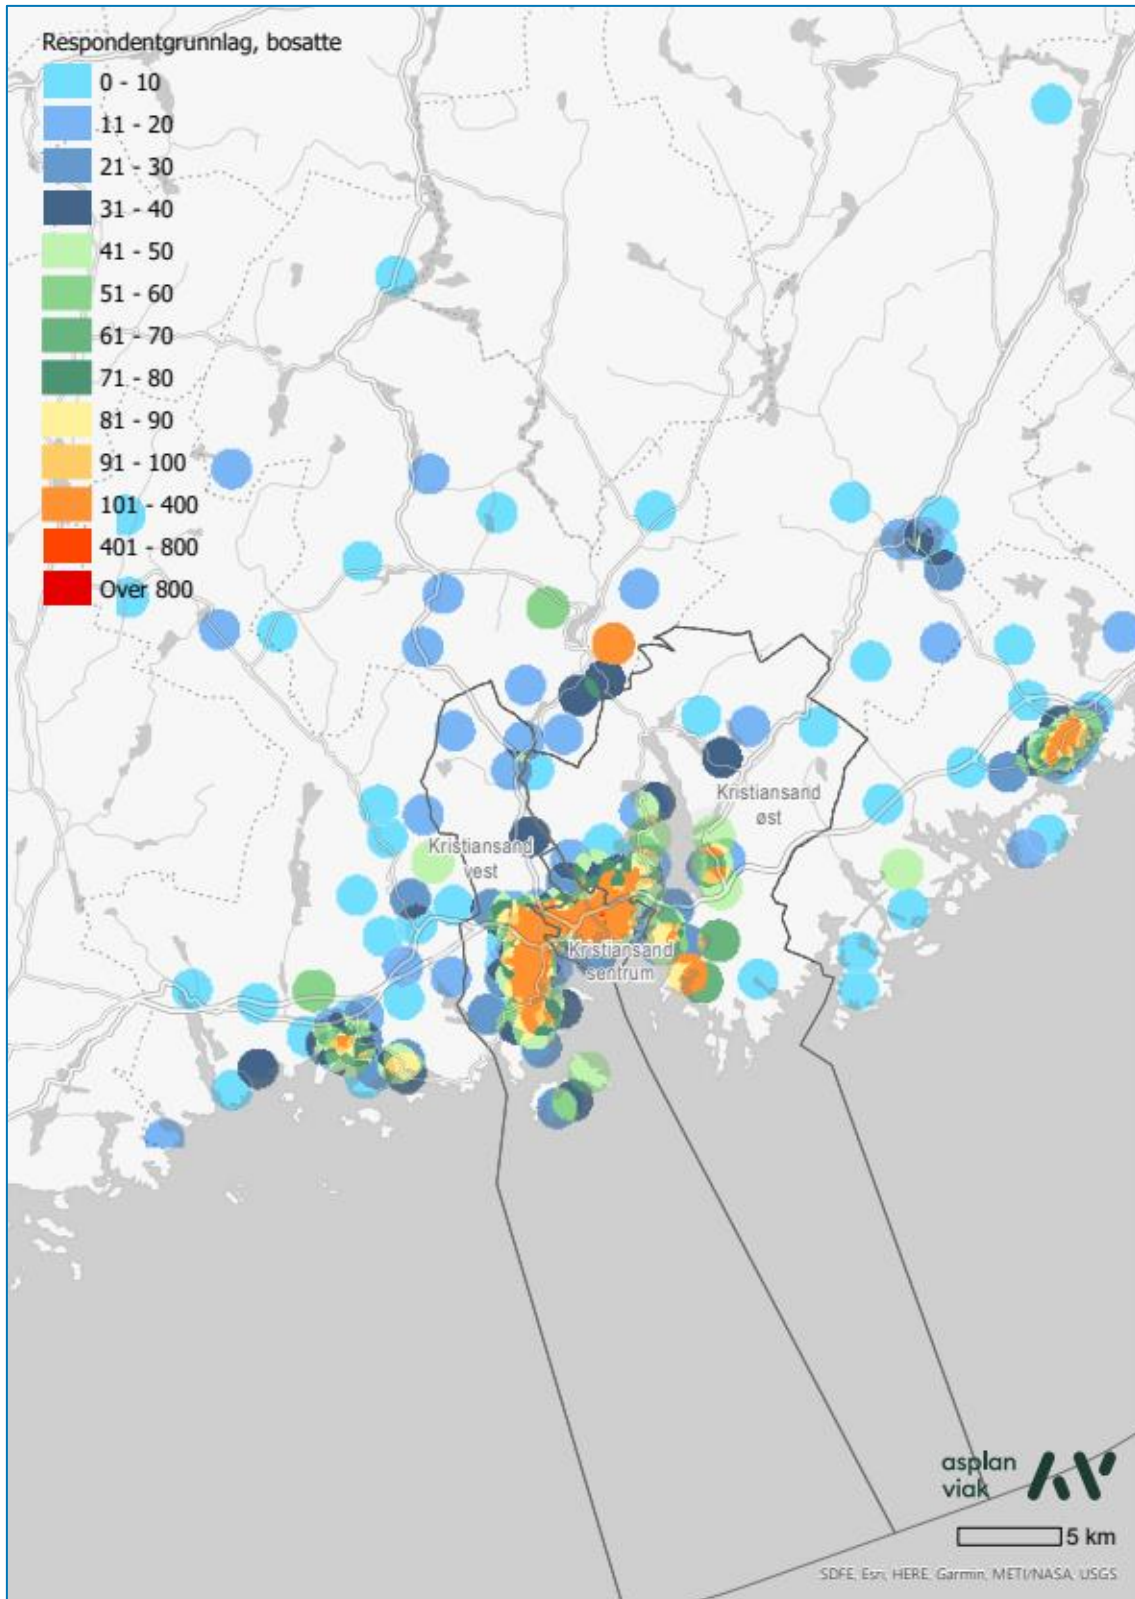 Respondentgrunnlag, bosatte
0 - 10
11 - 20
21 - 30
31 - 40
41 - 50
51 - 60
61 - 70
71 - 80
81 - 90
91 - 100
101 - 400
401 - 800
Over 800
Kristiansand
øst
Kristiansand
vest
Kristiansand
sentrum
asplan
viak
5 km
SDFE, Esri, HERE, Garmin, METI/NASA, USGS